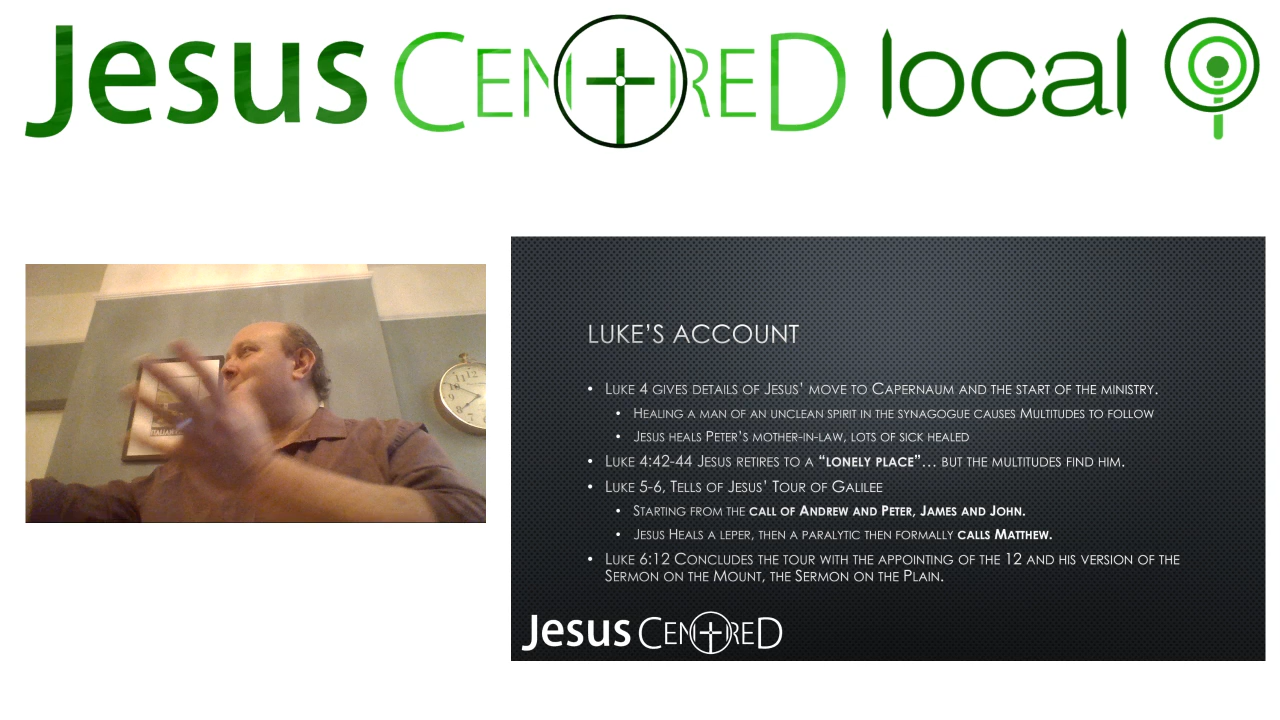 Jesus CENTRED local
LUKE'S ACCOUNT
• LUKE 4 GIVES DETAILS OF JESUS' MOVE TO CAPERNAUM AND THE START OF THE MINISTRY.
• HEALING A MAN OF AN UNCLEAN SPIRIT IN THE SYNAGOGUE CAUSES MULTITUDES TO FOLLOW
• JESUS HEALS PETER'S MOTHER-IN-LAW, LOTS OF SICK HEALED
• LUKE 4:42-44 JESUS RETIRES TO A “LONELY PLACE”… BUT THE MULTITUDES FIND HIM.
• LUKE 5-6, TELLS OF JESUS' TOUR OF GALILEE
• STARTING FROM THE CALL OF ANDREW AND PETER, JAMES AND JOHN.
• JESUS HEALS A LEPER, THEN A PARALYTIC THEN FORMALLY CALLS MATTHEW.
• LUKE 6:12 CONCLUDES THE TOUR WITH THE APPOINTING OF THE 12 AND HIS VERSION OF THE
SERMON ON THE MOUNT, THE SERMON ON THE PLAIN.
Jesus CENTRED